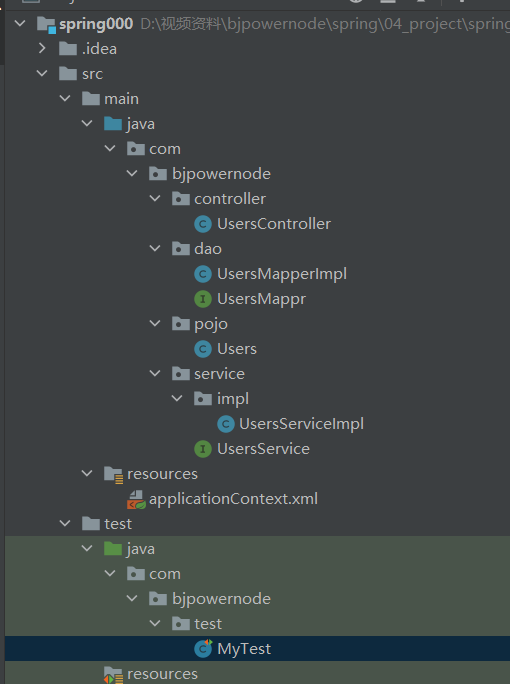 spring000 D:\视频资料\bjpowernode\spring\04_project\spring
.idea
src
main
java
com
bjpowernode
controller
UsersController
dao
UsersMapperImpl
UsersMappr
pojo
Users
service
impl
UsersServiceImpl
UsersService
resources
applicationContext.xml
test
java
com
bjpowernode
test
MyTest
resources